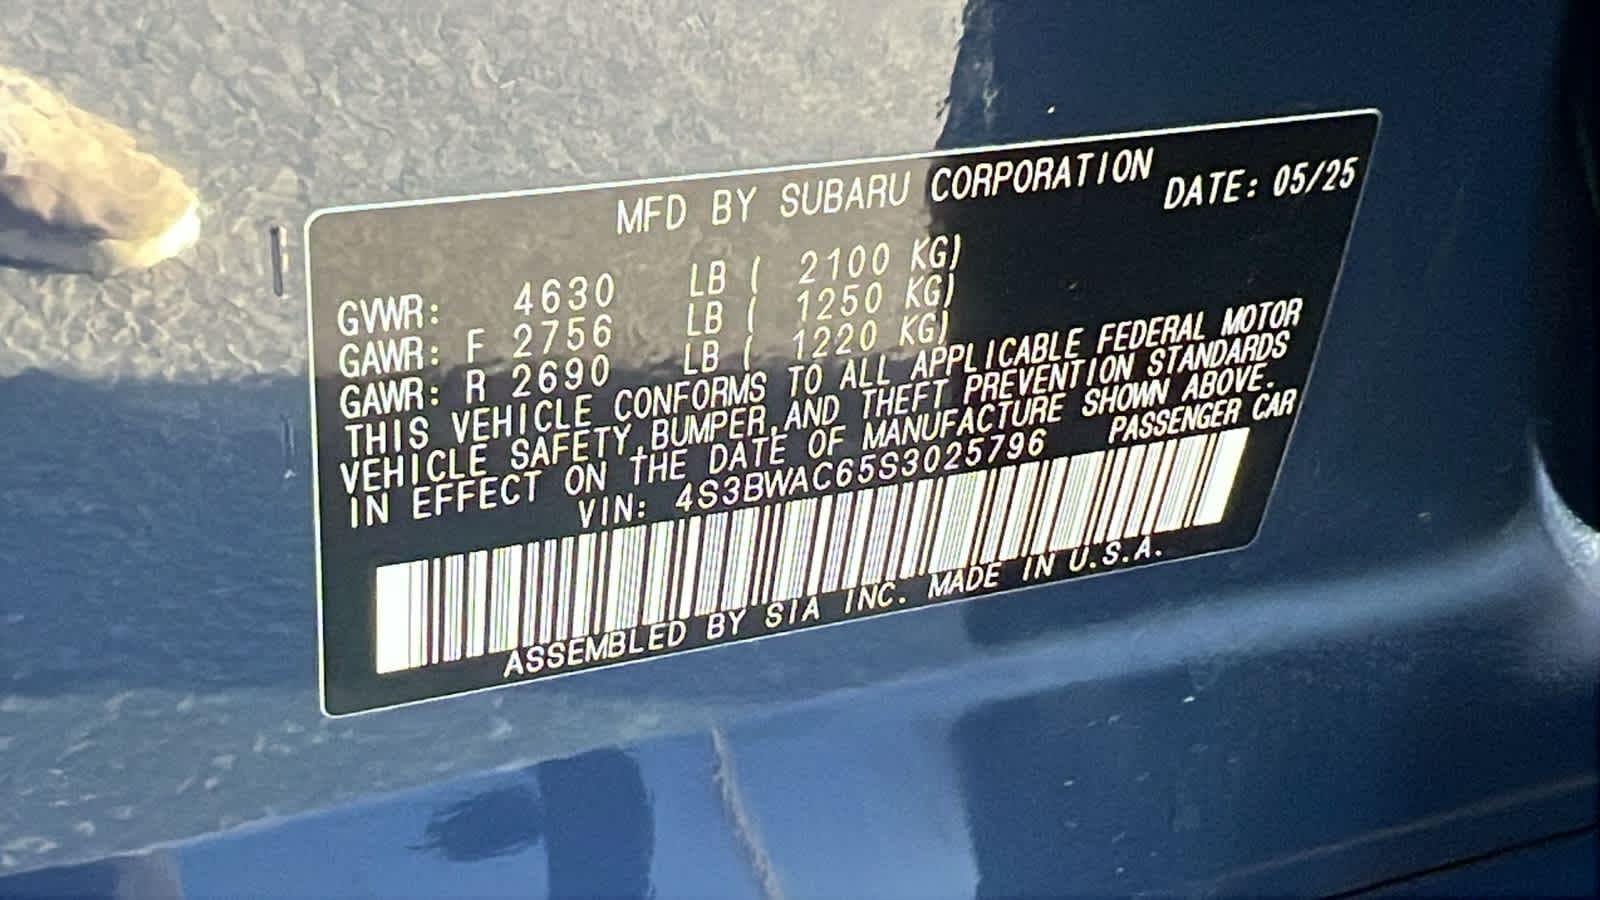 MFD BY SUBARU CORPORATION DATE: 05/25
GVWR: 4630 LB ( 2100 KG)
GAWR: F 2756 LB ( 1250 KG)
GAWR: R 2690 LB ( 1220 KG)
THIS VEHICLE CONFORMS TO ALL APPLICABLE FEDERAL MOTOR
VEHICLE SAFETY,BUMPER,AND THEFT PREVENTION STANDARDS
IN EFFECT ON THE DATE OF MANUFACTURE SHOWN ABOVE.
VIN: 4S3BWAC65S3025796 PASSENGER CAR
ASSEMBLED BY SIA INC. MADE IN U.S.A.